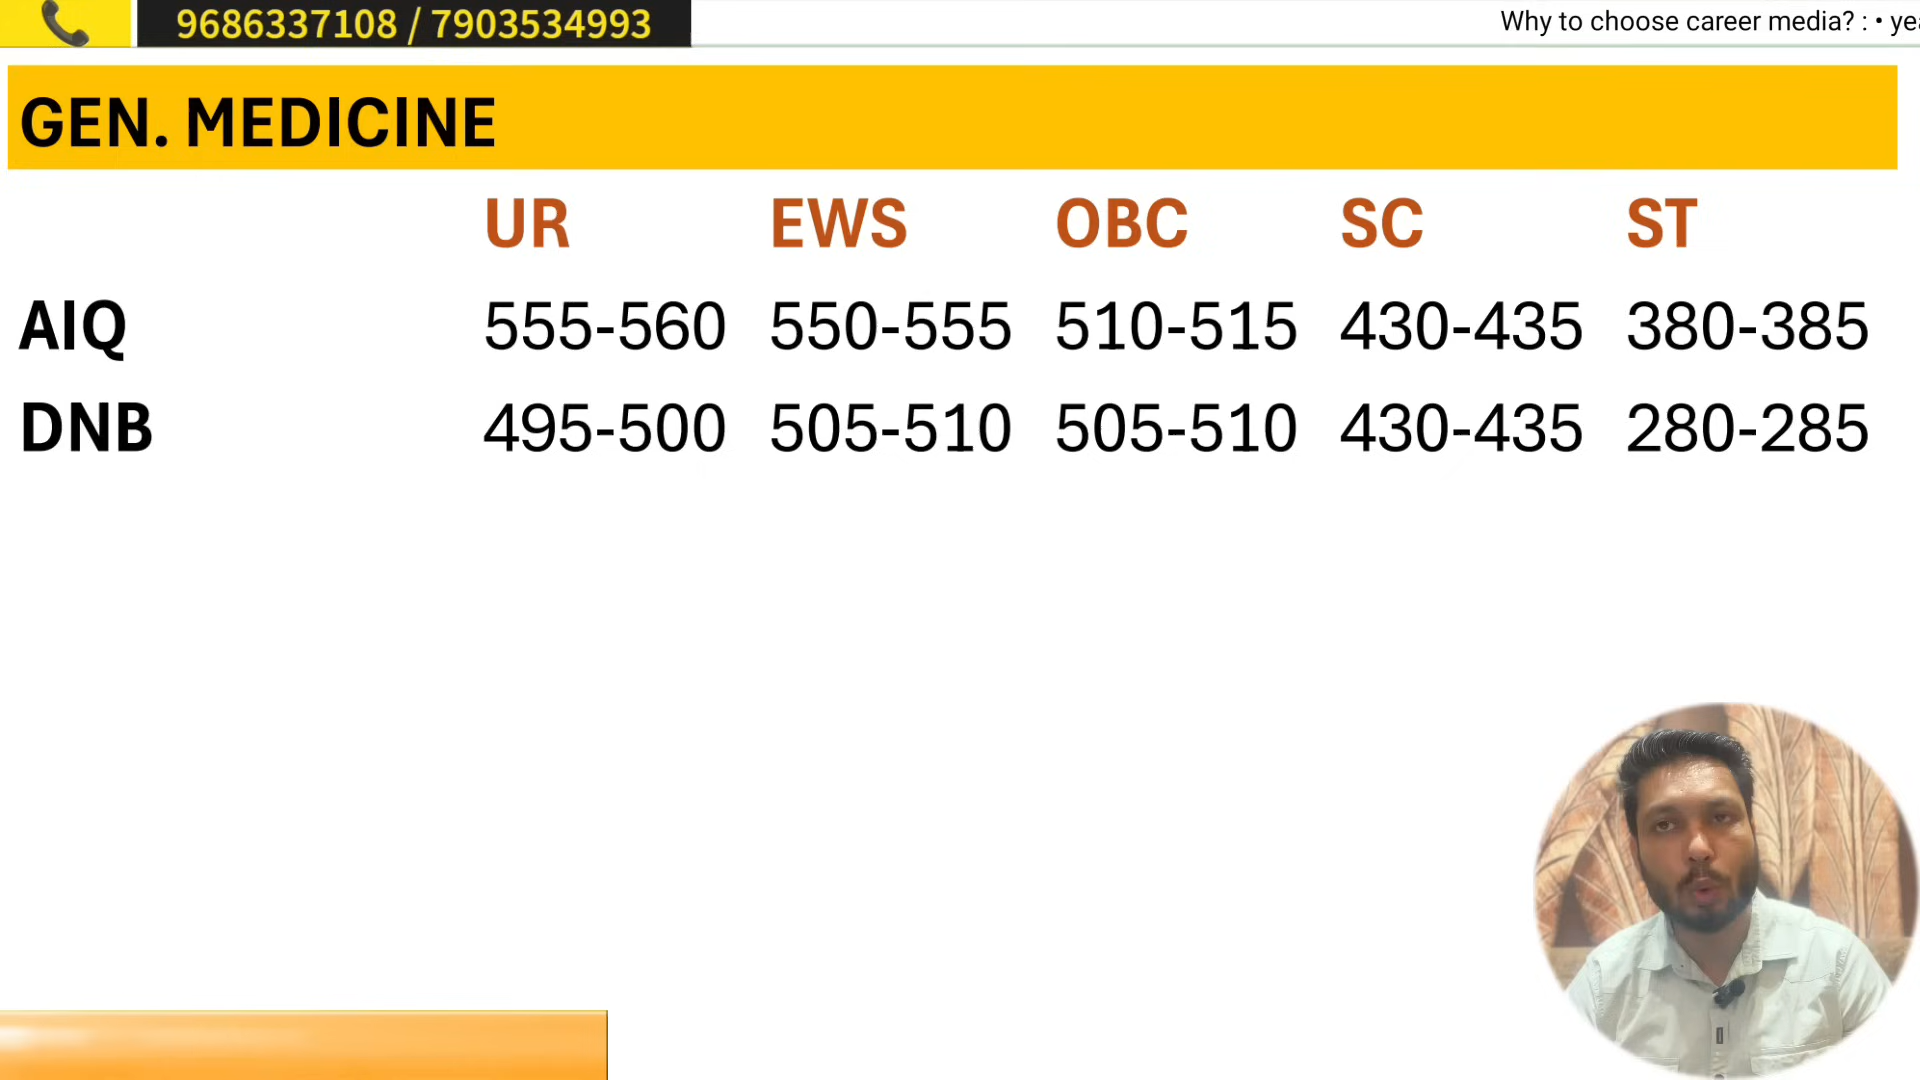 9686337108 / 7903534993
Why to choose career media? : •
GEN. MEDICINE
UR EWS OBC SC ST
AIQ 555-560 550-555 510-515 430-435 380-385
DNB 495-500 505-510 505-510 430-435 280-285